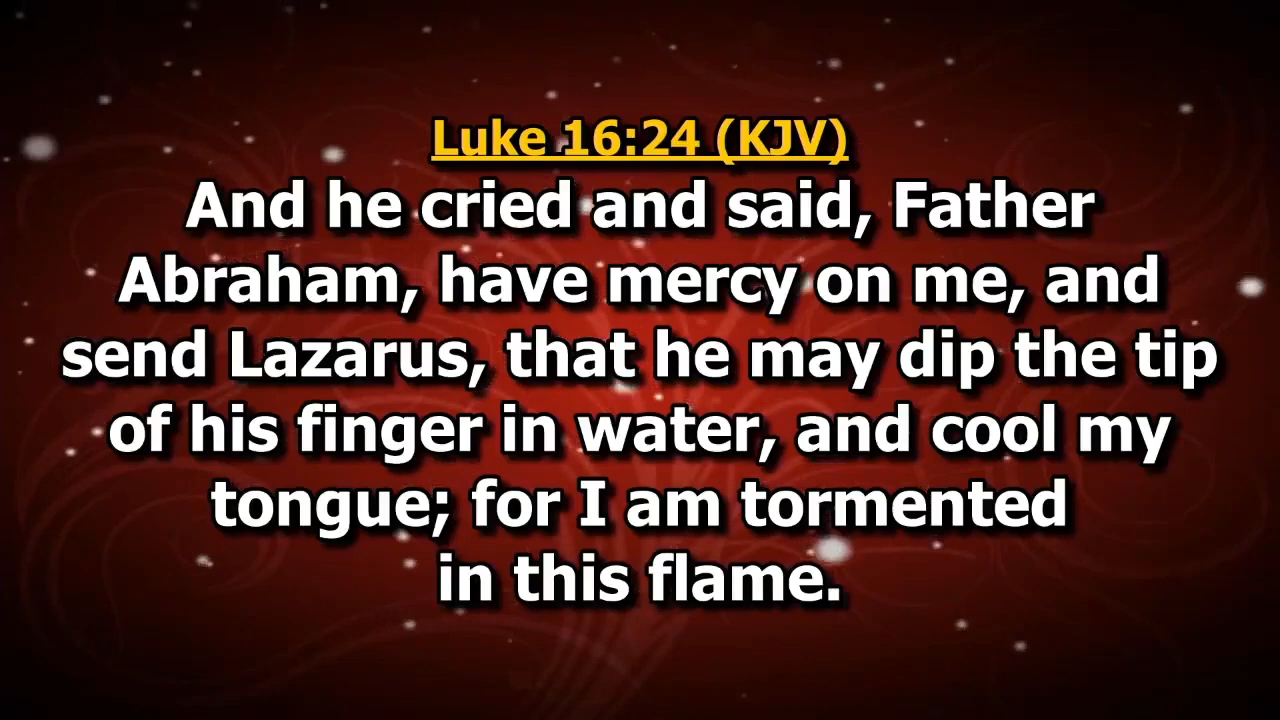 Luke 16:24 (KJV)
And he cried and said, Father
Abraham, have mercy on me, and
send Lazarus, that he may dip the tip
of his finger in water, and cool my
tongue; for I am tormented
in this flame.